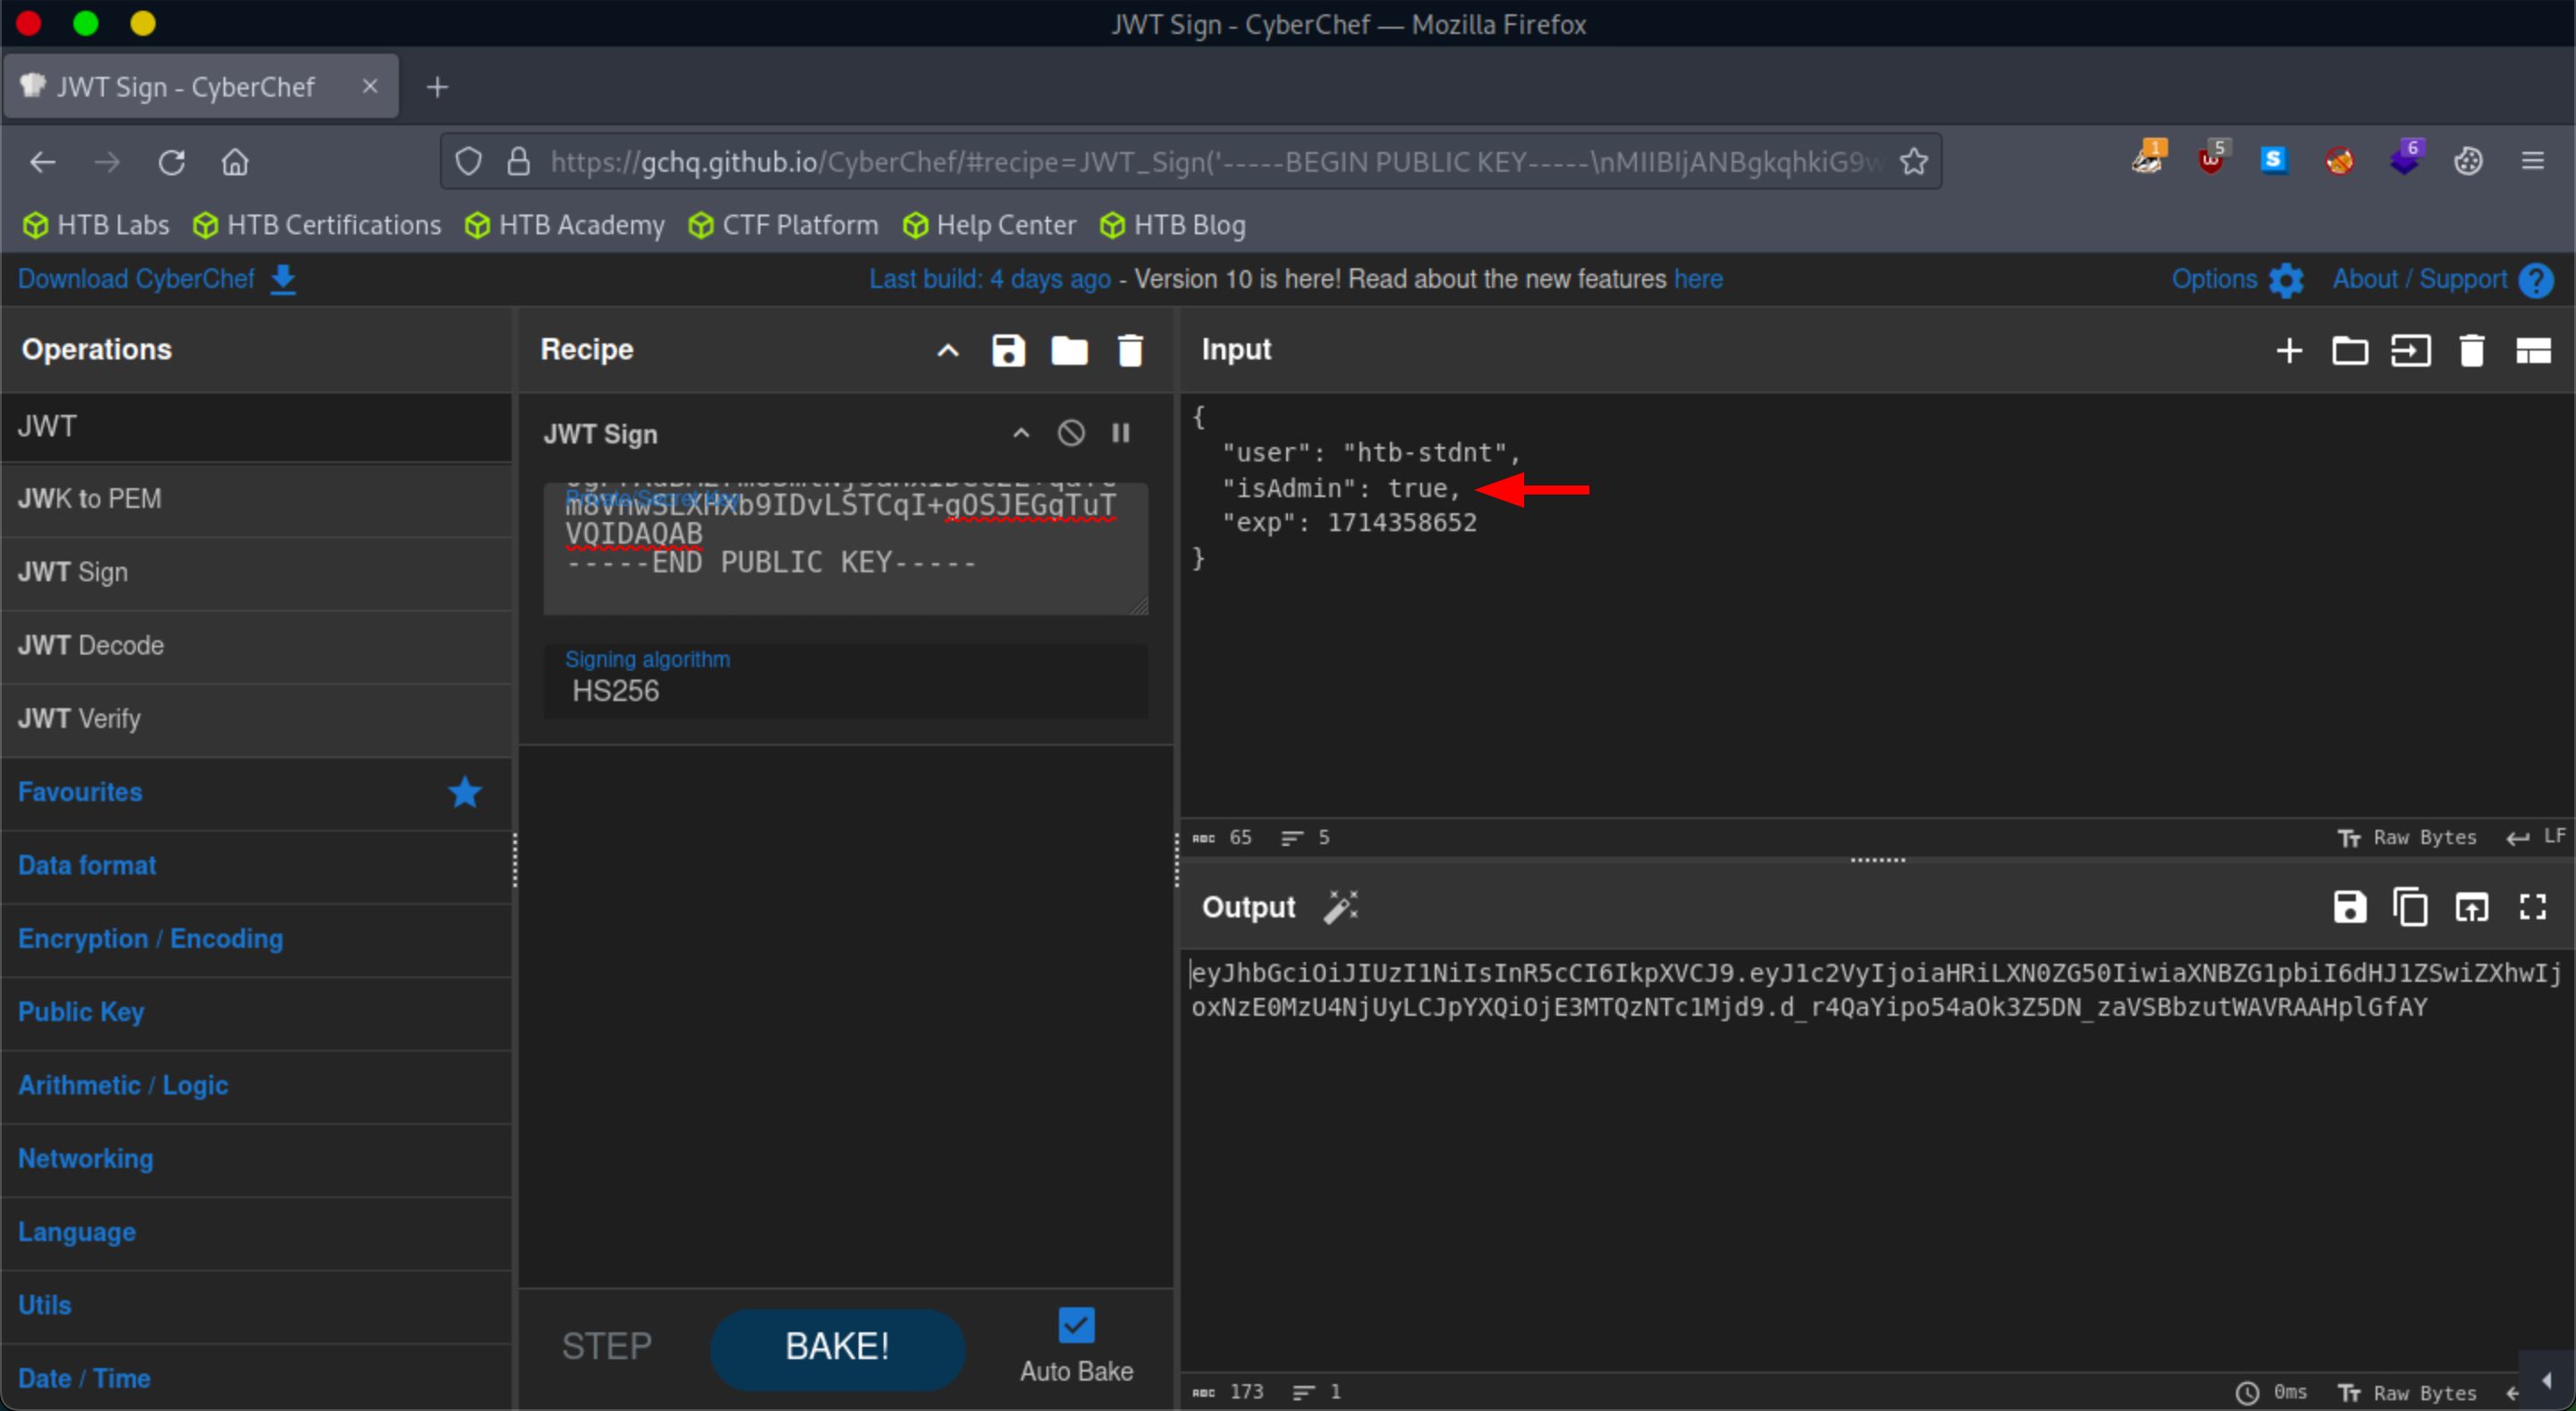 JWT Sign - CyberChef — Mozilla Firefox
JWT Sign - CyberChef
https://gchq.github.io/CyberChef/#recipe=JWT_Sign('-----BEGIN PUBLIC KEY-----\nMIIBIjANBgkqhkiG9w
1
5
S
6
HTB Labs
HTB Certifications
HTB Academy
CTF Platform
Help Center
HTB Blog
Download CyberChef
Last build: 4 days ago - Version 10 is here! Read about the new features here
Options
About / Support
Operations
JWT
JWK to PEM
JWT Sign
JWT Decode
JWT Verify
Favourites
Data format
Encryption / Encoding
Public Key
Arithmetic / Logic
Networking
Language
Utils
Date / Time
Recipe
JWT Sign
Private/Secret Key
VQIDAQAB
-----END PUBLIC KEY-----
Signing algorithm
HS256
STEP
BAKE!
Auto Bake
Input
{
"user": "htb-stdnt",
"isAdmin": true,
"exp": 1714358652
}
65
5
Raw Bytes
LF
Output
eyJhbGciOiJIUzI1NiIsInR5cCI6IkpXVCJ9.eyJ1c2VyIjoiaHRiLXN0ZG50IiwiaXNBZG1pbiI6dHJ1ZSwiZXhwIj
oxNzE0MzU4NjUyLCJpYXQiOjE3MTQzNTc1Mjd9.d_r4QaYipo54aOk3Z5DN_zaVSBbzutWAVRAAHplGfAY
173
1
0ms
Raw Bytes